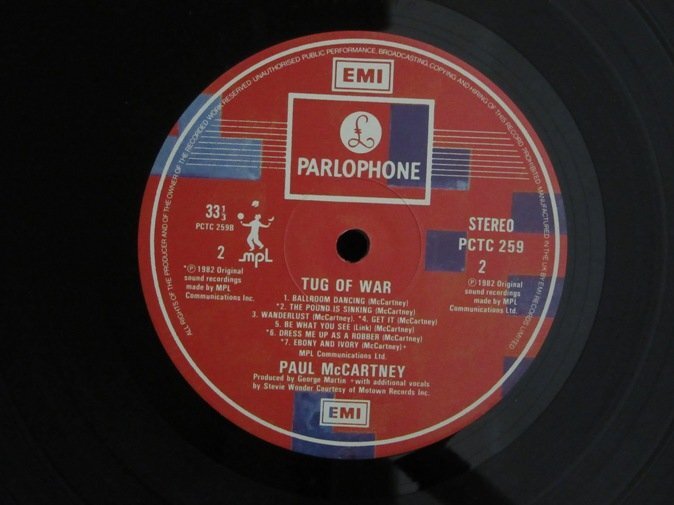 ALL RIGHTS OF THE PRODUCER AND OF THE OWNER OF THE RECORDED WORK RESERVED. UNAUTHORISED PUBLIC PERFORMANCE, BROADCASTING, COPYING AND HIRING OF THIS RECORD PROHIBITED. MANUFACTURED IN THE UK BY EMI RECORDS LIMITED.
EMI
£
PARLOPHONE
33⅓
PCTC 259B
2
mpL
STEREO
PCTC 259
2
*℗ 1982 Original
sound recordings
made by MPL
Communications Inc.
℗ 1982 Original
sound recordings
made by MPL
Communications Ltd.
TUG OF WAR
1. BALLROOM DANCING (McCartney)
*2. THE POUND IS SINKING (McCartney)
3. WANDERLUST (McCartney). *4. GET IT (McCartney)
5. BE WHAT YOU SEE (Link) (McCartney)
*6. DRESS ME UP AS A ROBBER (McCartney)
*7. EBONY AND IVORY (McCartney)+
MPL Communications Ltd.
PAUL McCARTNEY
Produced by George Martin +with additional vocals
by Stevie Wonder Courtesy of Motown Records Inc.
EMI